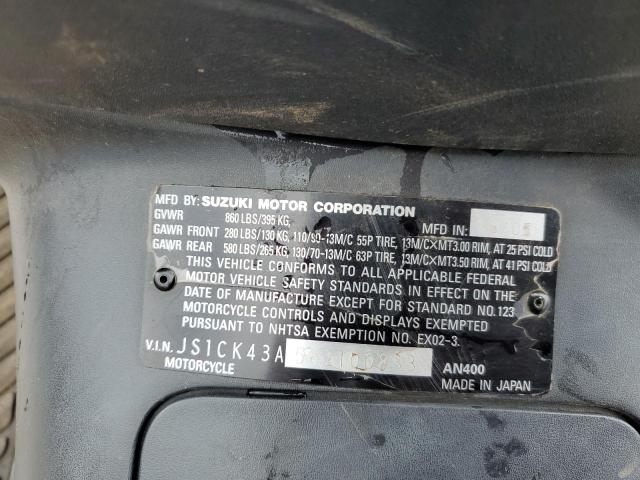 MFD BY: SUZUKI MOTOR CORPORATION
GVWR 860 LBS/395 KG, MFD IN:
GAWR FRONT 280 LBS/130 KG, 110/90-13M/C 55P TIRE, 13M/C×MT3.00 RIM, AT 25 PSI COLD
GAWR REAR 580 LBS/265 KG, 130/70-13M/C 63P TIRE, 13M/C×MT3.50 RIM, AT 41 PSI COLD
THIS VEHICLE CONFORMS TO ALL APPLICABLE FEDERAL
MOTOR VEHICLE SAFETY STANDARDS IN EFFECT ON THE
DATE OF MANUFACTURE EXCEPT FOR STANDARD NO. 123
MOTORCYCLE CONTROLS AND DISPLAYS EXEMPTED
PURSUANT TO NHTSA EXEMPTION NO. EX02-3.
V.I.N. JS1CK43A
MOTORCYCLE
AN400
MADE IN JAPAN